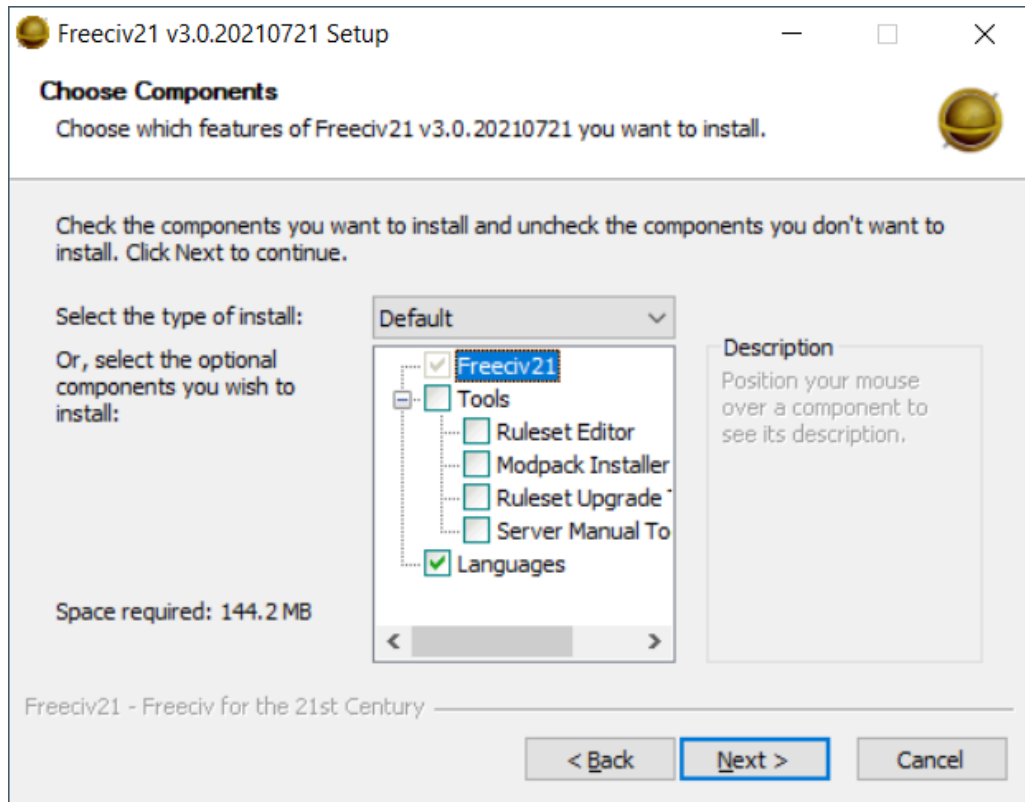 Freeciv21 v3.0.20210721 Setup
Choose Components
Choose which features of Freeciv21 v3.0.20210721 you want to install.
Check the components you want to install and uncheck the components you don't want to
install. Click Next to continue.
Select the type of install:
Default
Or, select the optional
components you wish to
install:
Freeciv21
Tools
Ruleset Editor
Modpack Installer
Ruleset Upgrade
Server Manual To
Languages
Description
Position your mouse
over a component to
see its description.
Space required: 144.2 MB
Freeciv21 - Freeciv for the 21st Century
< Back
Next >
Cancel